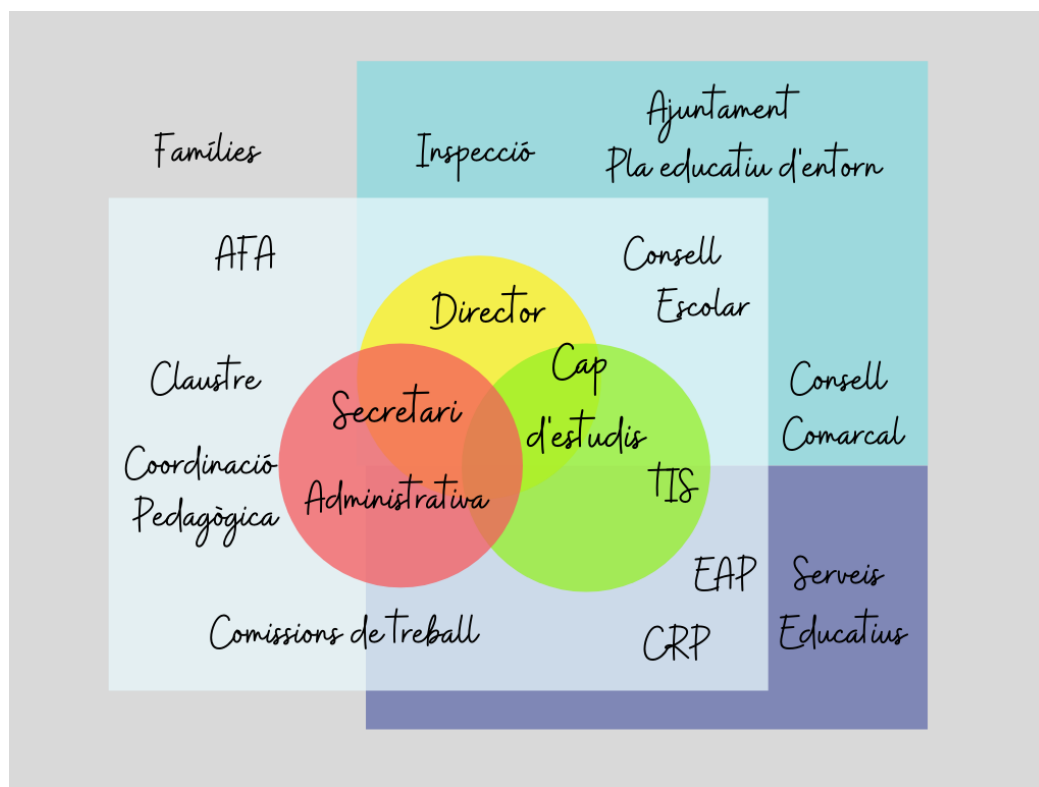 Famílies
Inspecció
Ajuntament
Pla educatiu d'entorn
AFA
Consell
Escolar
Director
Claustre
Secretari
Cap
d'estudis
Consell
Comarcal
Coordinació
Pedagògica
Administrativa
TIS
EAP
CRP
Serveis
Educatius
Comissions de treball